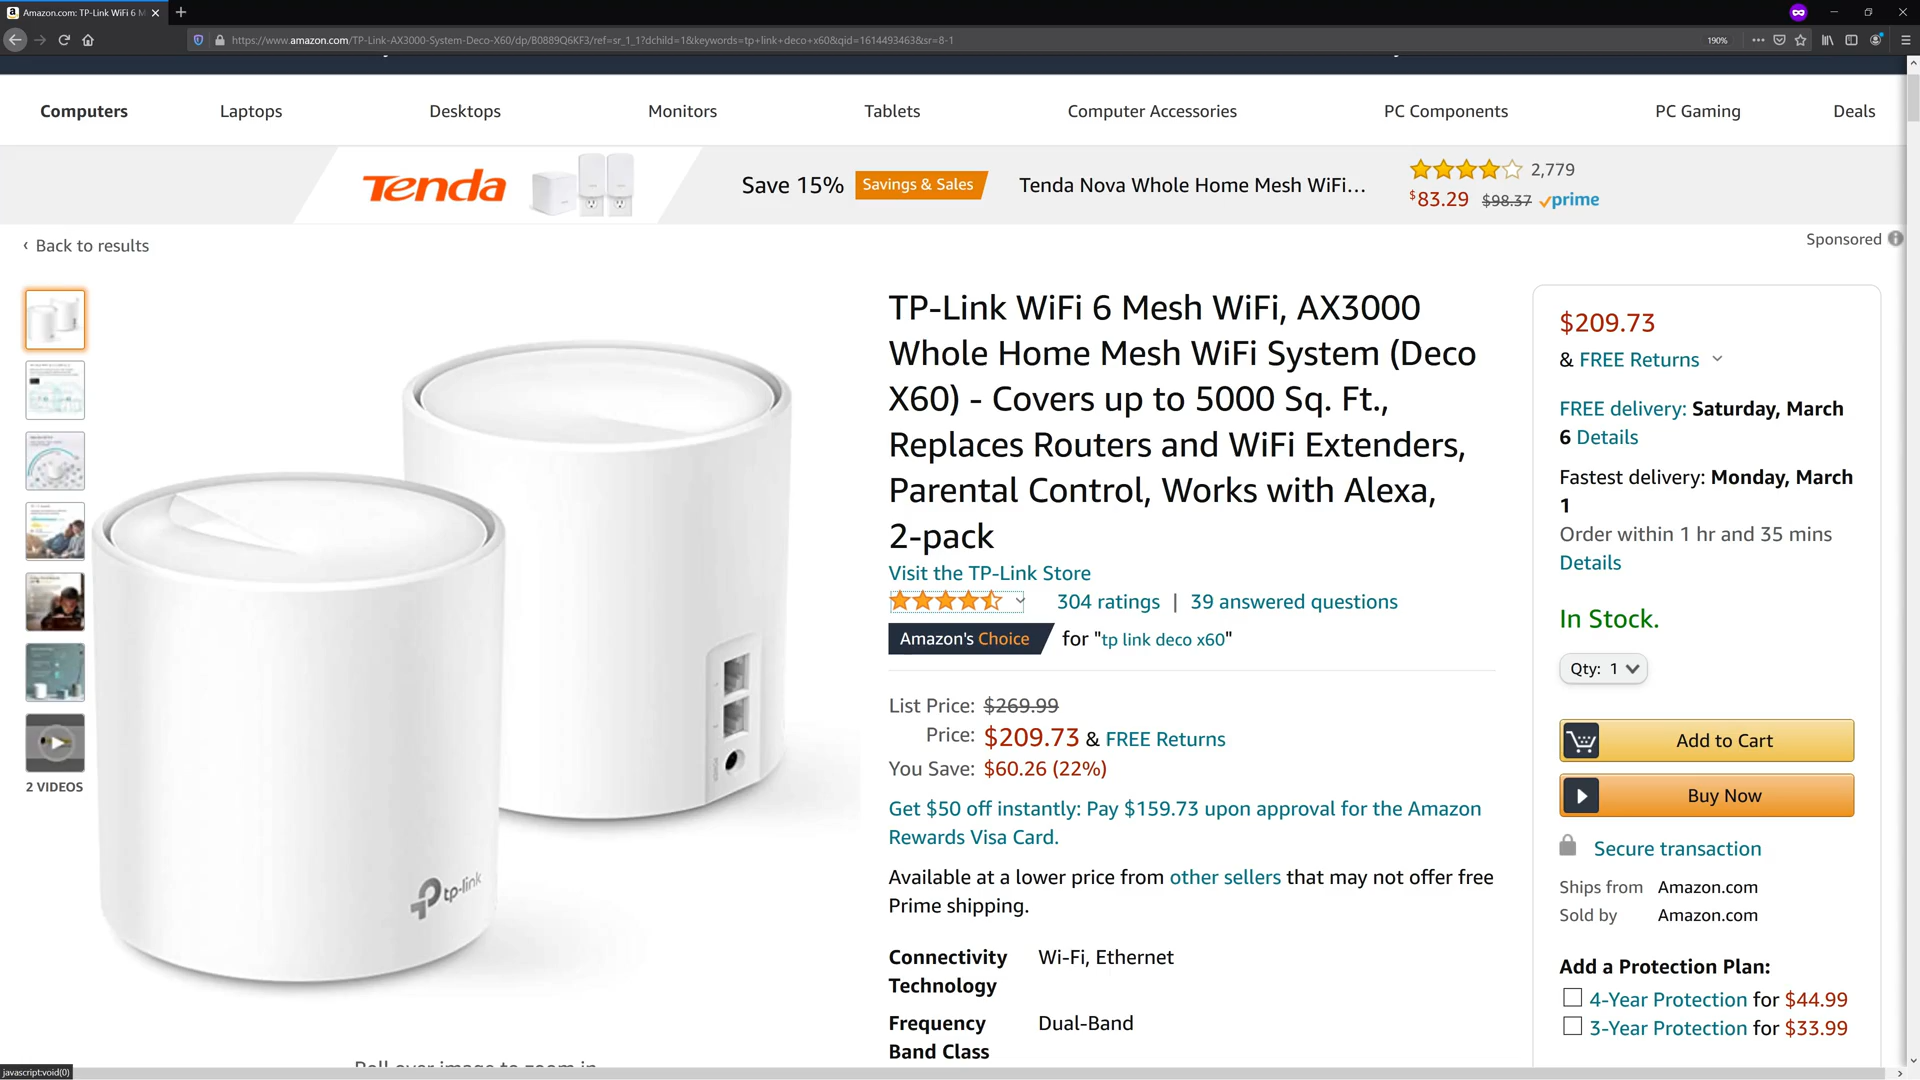 Amazon.com: TP-Link WiFi 6 M
https://www.amazon.com/TP-Link-AX3000-System-Deco-X60/dp/B0889Q6KF3/ref=sr_1_1?dchild=1&keywords=tp+link+deco+x60&qid=1614493463&sr=8-1
190%
Computers Laptops Desktops Monitors Tablets Computer Accessories PC Components PC Gaming Deals
Tenda
Save 15% Savings & Sales Tenda Nova Whole Home Mesh WiFi...
2,779
$83.29 $98.37 prime
‹ Back to results
Sponsored
TP-Link WiFi 6 Mesh WiFi, AX3000
Whole Home Mesh WiFi System (Deco
X60) - Covers up to 5000 Sq. Ft.,
Replaces Routers and WiFi Extenders,
Parental Control, Works with Alexa,
2-pack
Visit the TP-Link Store
304 ratings | 39 answered questions
Amazon's Choice for "tp link deco x60"
List Price: $269.99
Price: $209.73 & FREE Returns
You Save: $60.26 (22%)
Get $50 off instantly: Pay $159.73 upon approval for the Amazon
Rewards Visa Card.
Available at a lower price from other sellers that may not offer free
Prime shipping.
Connectivity Technology
Wi-Fi, Ethernet
Frequency Band Class
Dual-Band
tp-link
2 VIDEOS
Roll over image to zoom in
$209.73
& FREE Returns
FREE delivery: Saturday, March
6 Details
Fastest delivery: Monday, March
1
Order within 1 hr and 35 mins
Details
In Stock.
Qty: 1
Add to Cart
Buy Now
Secure transaction
Ships from Amazon.com
Sold by Amazon.com
Add a Protection Plan:
4-Year Protection for $44.99
3-Year Protection for $33.99
javascript:void(0)